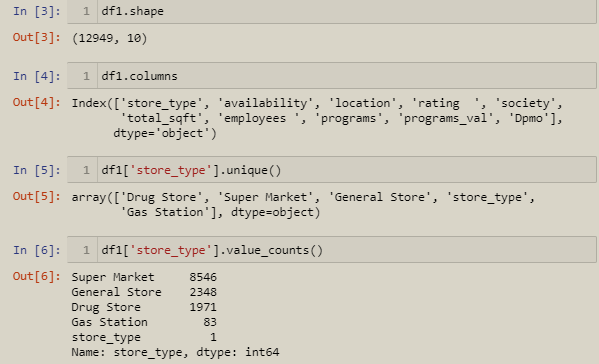 In [3]: 1 df1.shape
Out[3]: (12949, 10)
In [4]: 1 df1.columns
Out[4]: Index(['store_type', 'availability', 'location', 'rating  ', 'society',
'total_sqft', 'employees ', 'programs', 'programs_val', 'Dpmo'],
dtype='object')
In [5]: 1 df1['store_type'].unique()
Out[5]: array(['Drug Store', 'Super Market', 'General Store', 'store_type',
'Gas Station'], dtype=object)
In [6]: 1 df1['store_type'].value_counts()
Out[6]:
Super Market 8546
General Store 2348
Drug Store 1971
Gas Station 83
store_type 1
Name: store_type, dtype: int64